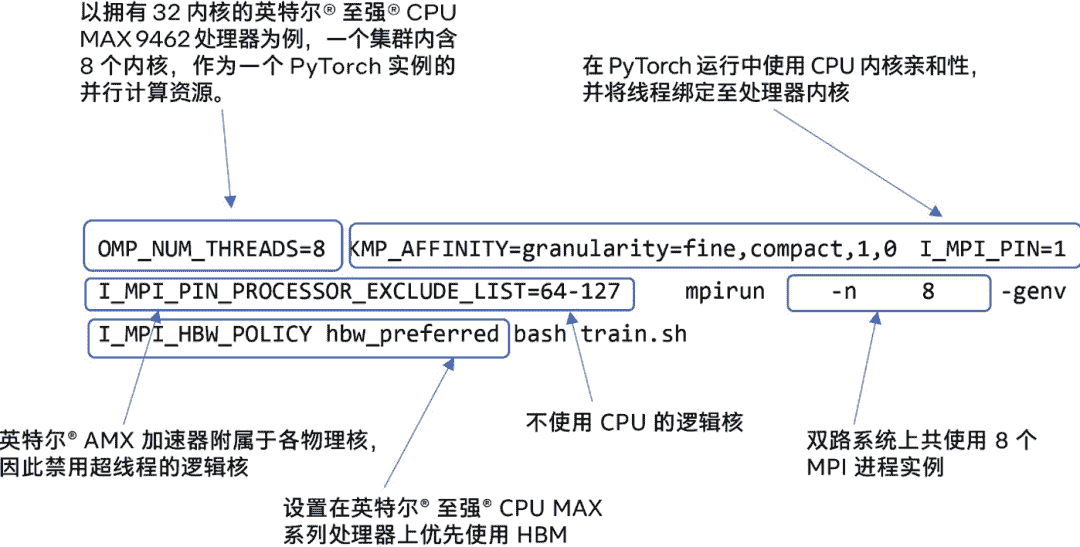 以拥有 32 内核的英特尔® 至强® CPU
MAX 9462 处理器为例，一个集群内含
8 个内核，作为一个 PyTorch 实例的
并行计算资源。
在 PyTorch 运行中使用 CPU 内核亲和性，
并将线程绑定至处理器内核
OMP_NUM_THREADS=8 KMP_AFFINITY=granularity=fine,compact,1,0 I_MPI_PIN=1
I_MPI_PIN_PROCESSOR_EXCLUDE_LIST=64-127 mpirun -n 8 -genv
I_MPI_HBW_POLICY hbw_preferred bash train.sh
不使用 CPU 的逻辑核
英特尔® AMX 加速器附属于各物理核，
因此禁用超线程的逻辑核
双路系统上共使用 8 个
MPI 进程实例
设置在英特尔® 至强® CPU MAX
系列处理器上优先使用 HBM